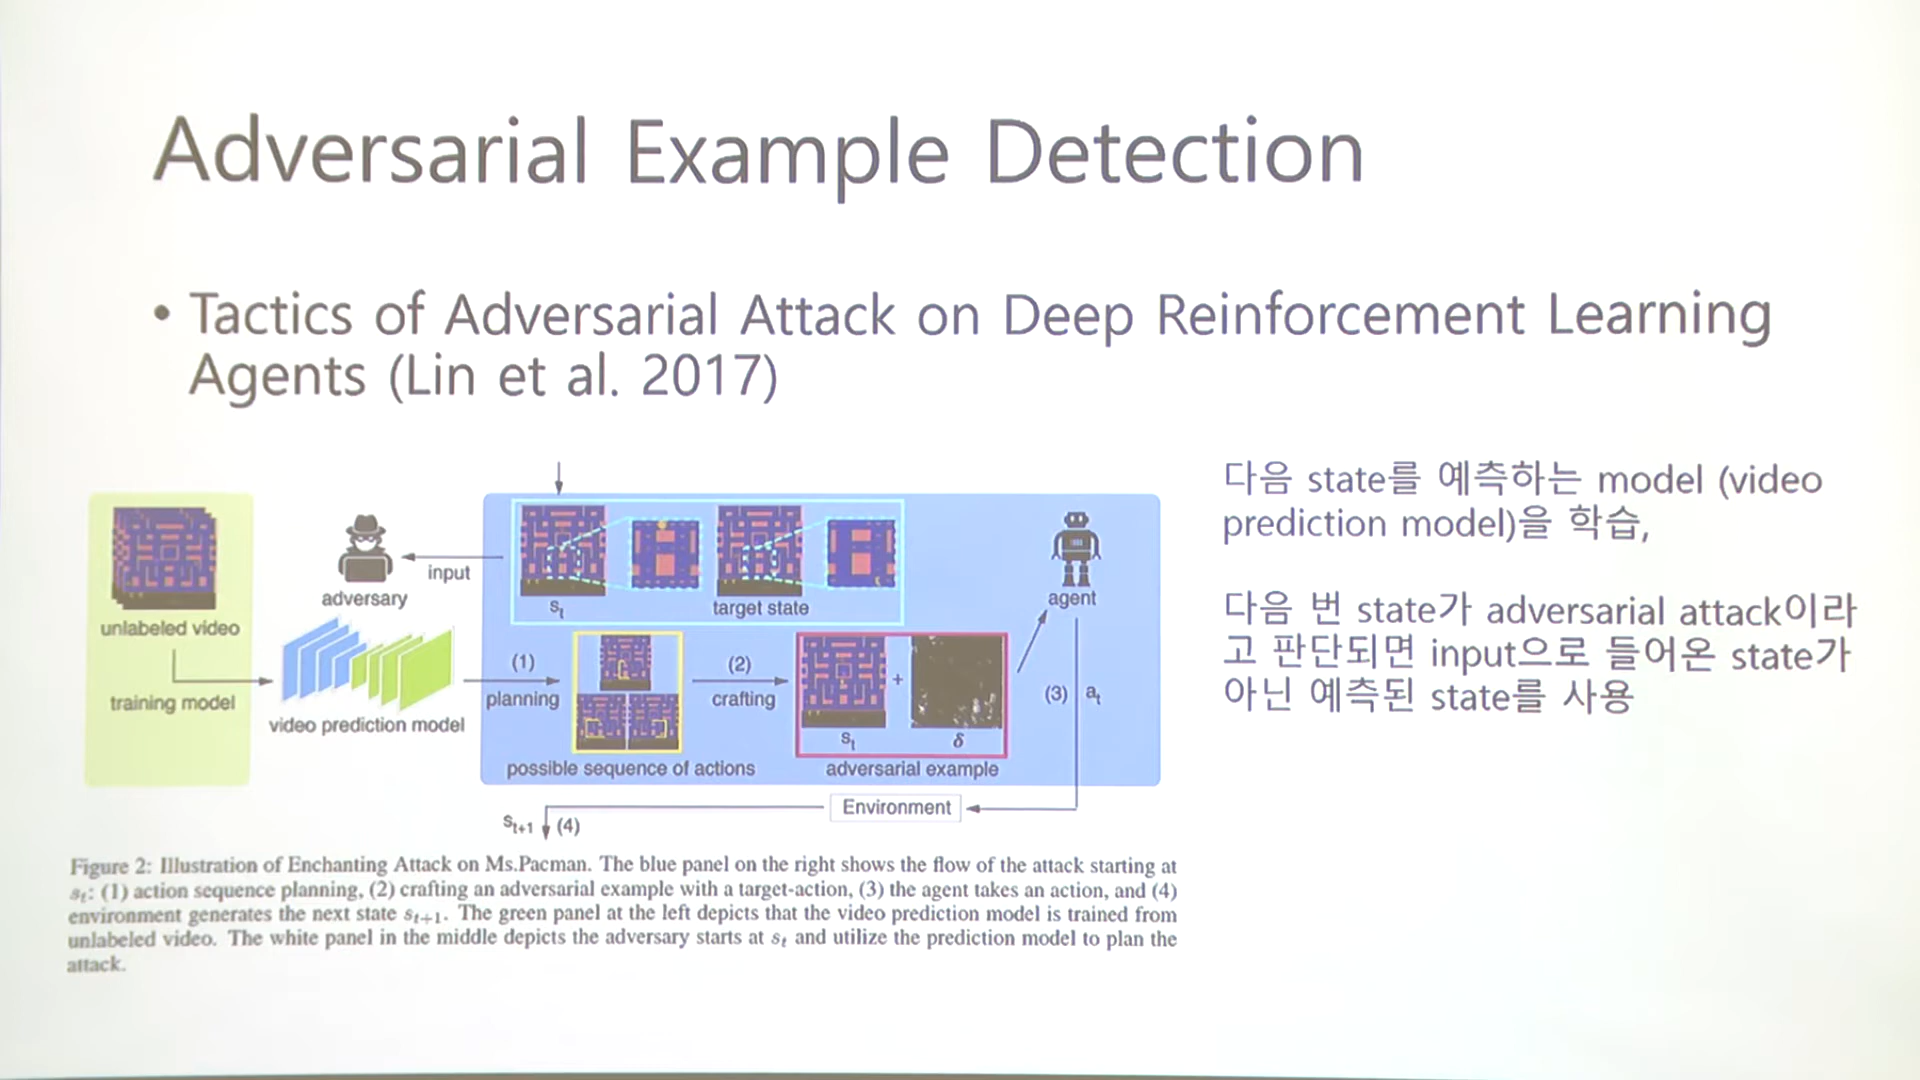 Adversarial Example Detection
• Tactics of Adversarial Attack on Deep Reinforcement Learning
Agents (Lin et al. 2017)
unlabeled video
training model
adversary
input
video prediction model
(1)
planning
s_t
target state
possible sequence of actions
(2)
crafting
s_t
+
δ
adversarial example
agent
(3)
a_t
Environment
s_{t+1}
(4)
Figure 2: Illustration of Enchanting Attack on Ms.Pacman. The blue panel on the right shows the flow of the attack starting at
s_t: (1) action sequence planning, (2) crafting an adversarial example with a target-action, (3) the agent takes an action, and (4)
environment generates the next state s_{t+1}. The green panel at the left depicts that the video prediction model is trained from
unlabeled video. The white panel in the middle depicts the adversary starts at s_t and utilize the prediction model to plan the
attack.
다음 state를 예측하는 model (video
prediction model)을 학습,
다음 번 state가 adversarial attack이라
고 판단되면 input으로 들어온 state가
아닌 예측된 state를 사용